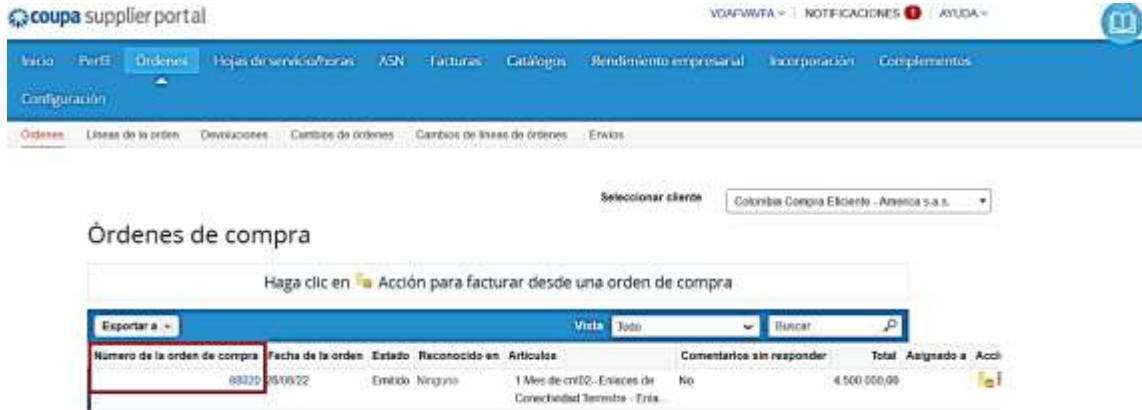 coupa supplier portal
NOTIFICACIONES
AYUDA
Inicio Perfil Órdenes Hojas de servicio/horas ASN Facturas Catálogos Rendimiento empresarial Incorporación Complementos
Configuración
Órdenes Líneas de la orden Devoluciones Cambios de órdenes Cambios de líneas de órdenes Envíos
Seleccionar cliente Colombia Compra Eficiente - America s.a.s.
Órdenes de compra
Haga clic en Acción para facturar desde una orden de compra
Exportar a Vista Todo Buscar
Número de la orden de compra Fecha de la orden Estado Reconocido en Artículos Comentarios sin responder Total Asignado a Acci
Emitido Ninguno 1 Mes de cnt02--Enlaces de No 4.500.000,00
Conectividad Terrestre - Enla...